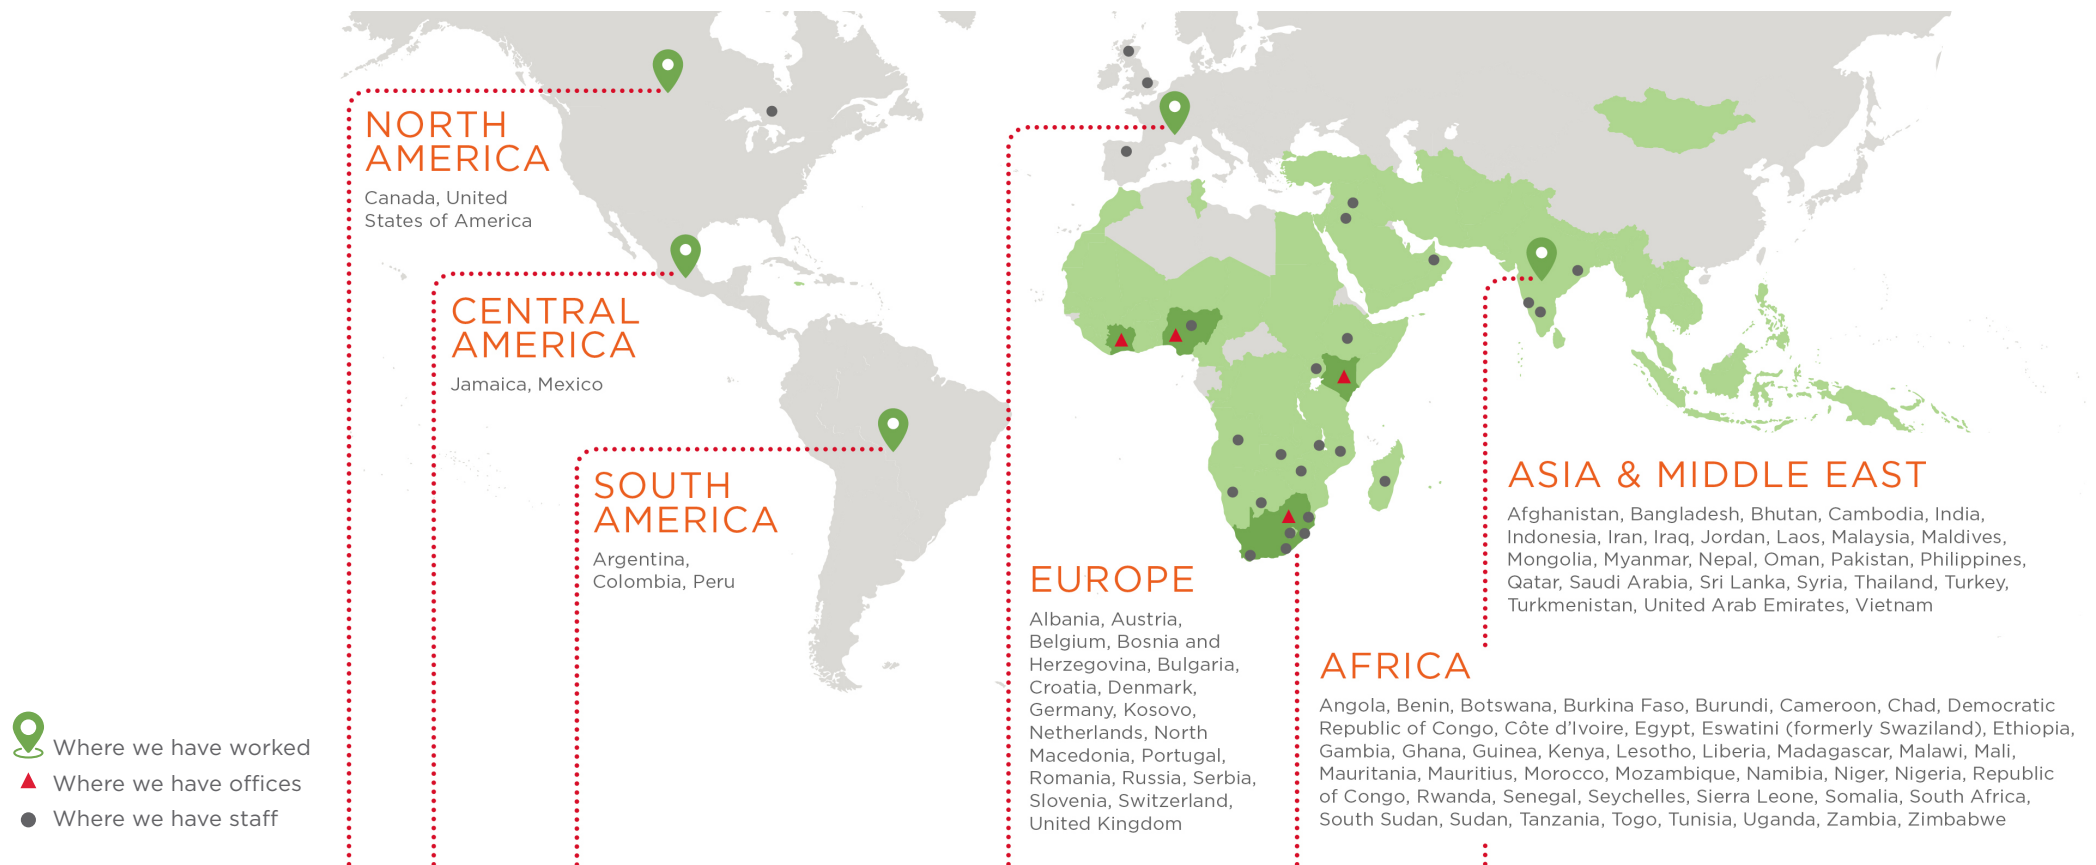 NORTH
AMERICA
Canada, United
States of America
CENTRAL
AMERICA
Jamaica, Mexico
SOUTH
AMERICA
Argentina,
Colombia, Peru
EUROPE
Albania, Austria,
Belgium, Bosnia and
Herzegovina, Bulgaria,
Croatia, Denmark,
Germany, Kosovo,
Netherlands, North
Macedonia, Portugal,
Romania, Russia, Serbia,
Slovenia, Switzerland,
United Kingdom
ASIA & MIDDLE EAST
Afghanistan, Bangladesh, Bhutan, Cambodia, India,
Indonesia, Iran, Iraq, Jordan, Laos, Malaysia, Maldives,
Mongolia, Myanmar, Nepal, Oman, Pakistan, Philippines,
Qatar, Saudi Arabia, Sri Lanka, Syria, Thailand, Turkey,
Turkmenistan, United Arab Emirates, Vietnam
AFRICA
Angola, Benin, Botswana, Burkina Faso, Burundi, Cameroon, Chad, Democratic
Republic of Congo, Côte d’Ivoire, Egypt, Eswatini (formerly Swaziland), Ethiopia,
Gambia, Ghana, Guinea, Kenya, Lesotho, Liberia, Madagascar, Malawi, Mali,
Mauritania, Mauritius, Morocco, Mozambique, Namibia, Niger, Nigeria, Republic
of Congo, Rwanda, Senegal, Seychelles, Sierra Leone, Somalia, South Africa,
South Sudan, Sudan, Tanzania, Togo, Tunisia, Uganda, Zambia, Zimbabwe
Where we have worked
Where we have offices
Where we have staff